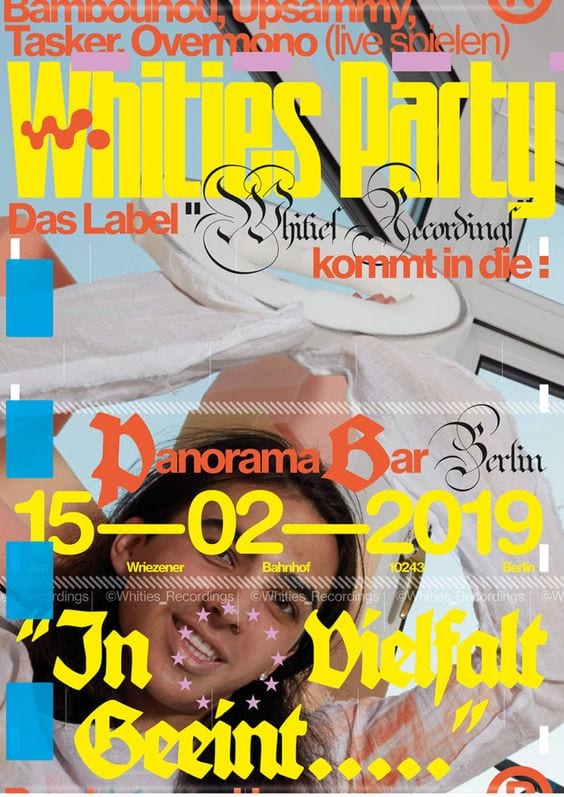 Bambounou, Upsammy,
Tasker, Overmono (live spielen)
Whities Party
w.
Das Label "Whities Recordings"
kommt in die :
Panorama Bar Berlin
15—02—2019
Am Wriezener Bahnhof 10243 Berlin
©Whities_Recordings | ©Whities_Recordings | ©Whities_Recordings | ©Whities_Recordings
"In Vielfalt
Geeint....."